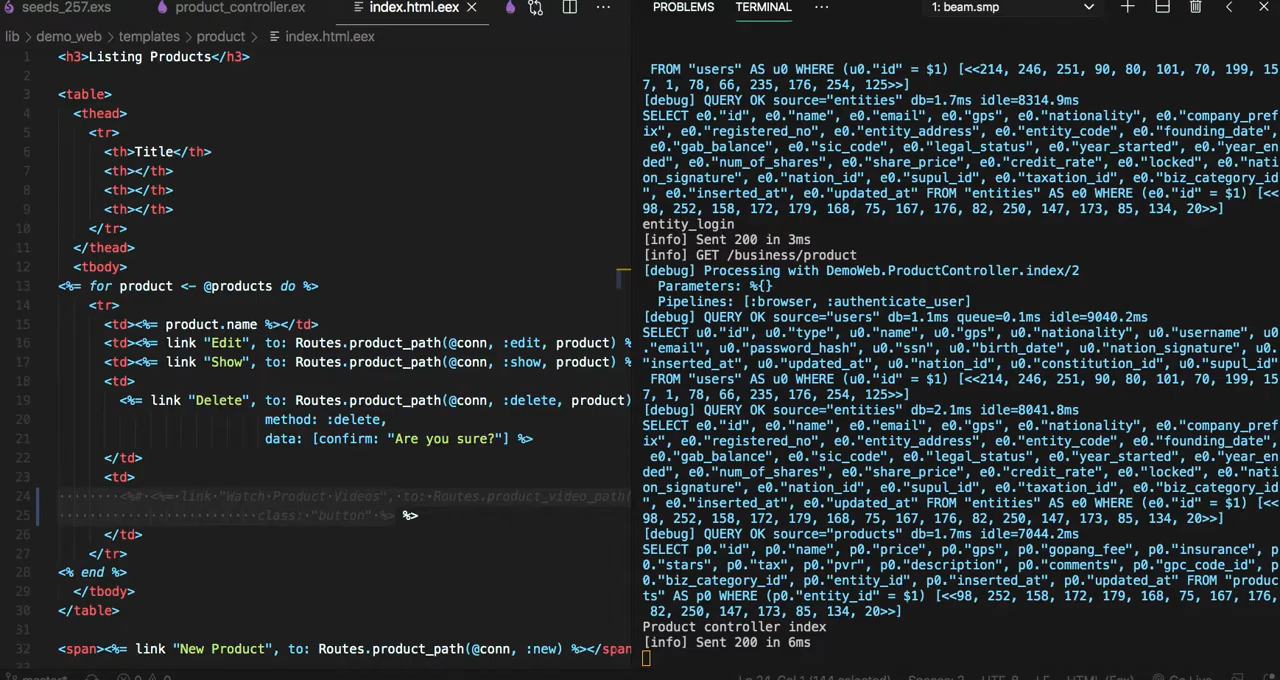 seeds_257.exs product_controller.ex index.html.eex
PROBLEMS TERMINAL ... 1: beam.smp
lib > demo_web > templates > product > index.html.eex
1 <h3>Listing Products</h3>
2
3 <table>
4 <thead>
5 <tr>
6 <th>Title</th>
7 <th></th>
8 <th></th>
9 <th></th>
10 </tr>
11 </thead>
12 <tbody>
13 <%= for product <- @products do %>
14 <tr>
15 <td><%= product.name %></td>
16 <td><%= link "Edit", to: Routes.product_path(@conn, :edit, product) %
17 <td><%= link "Show", to: Routes.product_path(@conn, :show, product) %
18 <td>
19 <%= link "Delete", to: Routes.product_path(@conn, :delete, product)
20 method: :delete,
21 data: [confirm: "Are you sure?"] %>
22 </td>
23 <td>
24 <%# <%= link "Watch Product Videos", to: Routes.product_video_path(
25 class: "button" %> %>
26 </td>
27 </tr>
28 <% end %>
29 </tbody>
30 </table>
31
32 <span><%= link "New Product", to: Routes.product_path(@conn, :new) %></span
33
FROM "users" AS u0 WHERE (u0."id" = $1) [<<214, 246, 251, 90, 80, 101, 70, 199, 15
7, 1, 78, 66, 235, 176, 254, 125>>]
[debug] QUERY OK source="entities" db=1.7ms idle=8314.9ms
SELECT e0."id", e0."name", e0."email", e0."gps", e0."nationality", e0."company_pref
ix", e0."registered_no", e0."entity_address", e0."entity_code", e0."founding_date",
e0."gab_balance", e0."sic_code", e0."legal_status", e0."year_started", e0."year_en
ded", e0."num_of_shares", e0."share_price", e0."credit_rate", e0."locked", e0."nati
on_signature", e0."nation_id", e0."supul_id", e0."taxation_id", e0."biz_category_id
", e0."inserted_at", e0."updated_at" FROM "entities" AS e0 WHERE (e0."id" = $1) [<<
98, 252, 158, 172, 179, 168, 75, 167, 176, 82, 250, 147, 173, 85, 134, 20>>]
entity_login
[info] Sent 200 in 3ms
[info] GET /business/product
[debug] Processing with DemoWeb.ProductController.index/2
Parameters: %{}
Pipelines: [:browser, :authenticate_user]
[debug] QUERY OK source="users" db=1.1ms queue=0.1ms idle=9040.2ms
SELECT u0."id", u0."type", u0."name", u0."gps", u0."nationality", u0."username", u0
."email", u0."password_hash", u0."ssn", u0."birth_date", u0."nation_signature", u0.
"inserted_at", u0."updated_at", u0."nation_id", u0."constitution_id", u0."supul_id"
FROM "users" AS u0 WHERE (u0."id" = $1) [<<214, 246, 251, 90, 80, 101, 70, 199, 15
7, 1, 78, 66, 235, 176, 254, 125>>]
[debug] QUERY OK source="entities" db=2.1ms idle=8041.8ms
SELECT e0."id", e0."name", e0."email", e0."gps", e0."nationality", e0."company_pref
ix", e0."registered_no", e0."entity_address", e0."entity_code", e0."founding_date",
e0."gab_balance", e0."sic_code", e0."legal_status", e0."year_started", e0."year_en
ded", e0."num_of_shares", e0."share_price", e0."credit_rate", e0."locked", e0."nati
on_signature", e0."nation_id", e0."supul_id", e0."taxation_id", e0."biz_category_id
", e0."inserted_at", e0."updated_at" FROM "entities" AS e0 WHERE (e0."id" = $1) [<<
98, 252, 158, 172, 179, 168, 75, 167, 176, 82, 250, 147, 173, 85, 134, 20>>]
[debug] QUERY OK source="products" db=1.7ms idle=7044.2ms
SELECT p0."id", p0."name", p0."price", p0."gps", p0."gopang_fee", p0."insurance", p
0."stars", p0."tax", p0."pvr", p0."description", p0."comments", p0."gpc_code_id", p
0."biz_category_id", p0."entity_id", p0."inserted_at", p0."updated_at" FROM "produc
ts" AS p0 WHERE (p0."entity_id" = $1) [<<98, 252, 158, 172, 179, 168, 75, 167, 176,
82, 250, 147, 173, 85, 134, 20>>]
Product controller index
[info] Sent 200 in 6ms